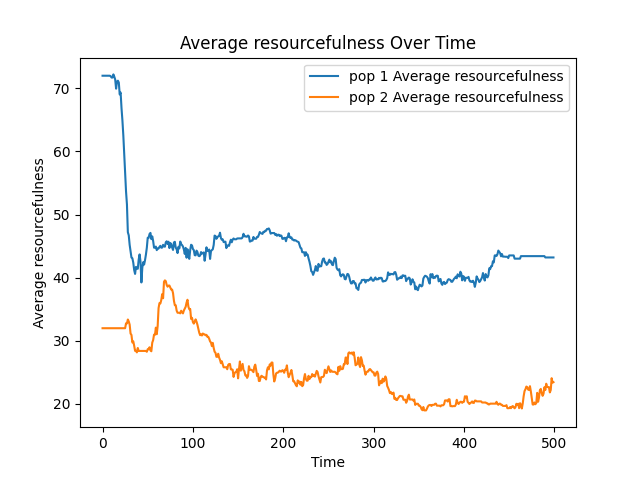 Average resourcefulness Over Time
pop 1 Average resourcefulness
pop 2 Average resourcefulness
Average resourcefulness
70
60
50
40
30
20
0 100 200 300 400 500
Time